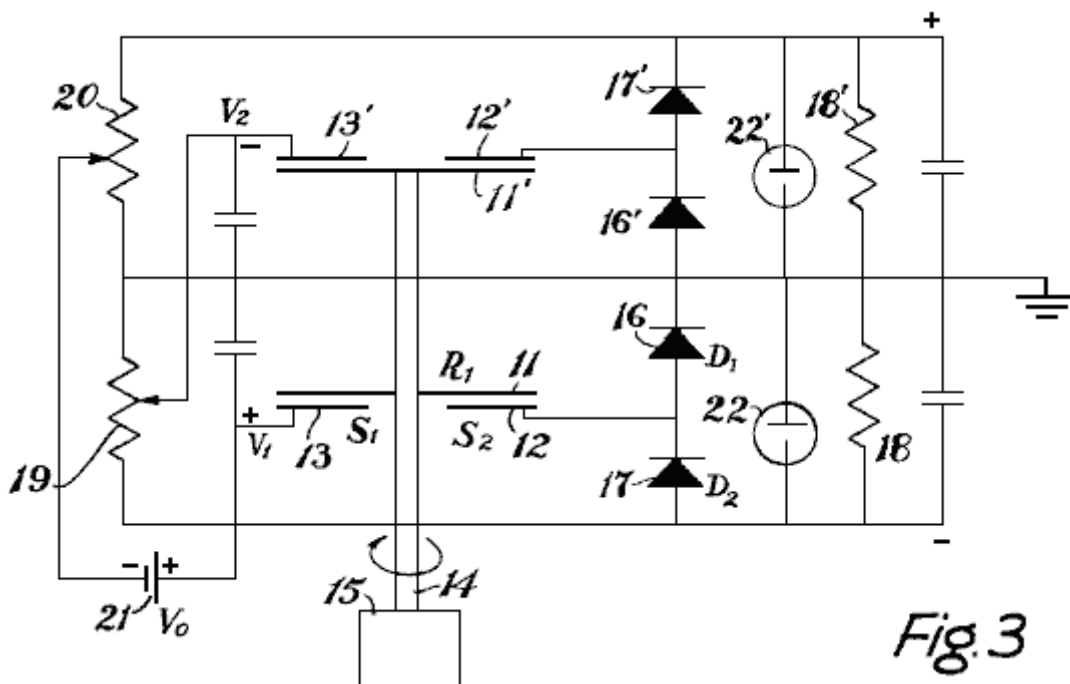 +
20
17'
18'
V₂
-
13'
12'
22'
11'
16'
16
D₁
R₁
11
+
V₁
13
S₁
S₂
12
22
18
19
17
D₂
-
- +
21
V₀
15
14
Fig. 3